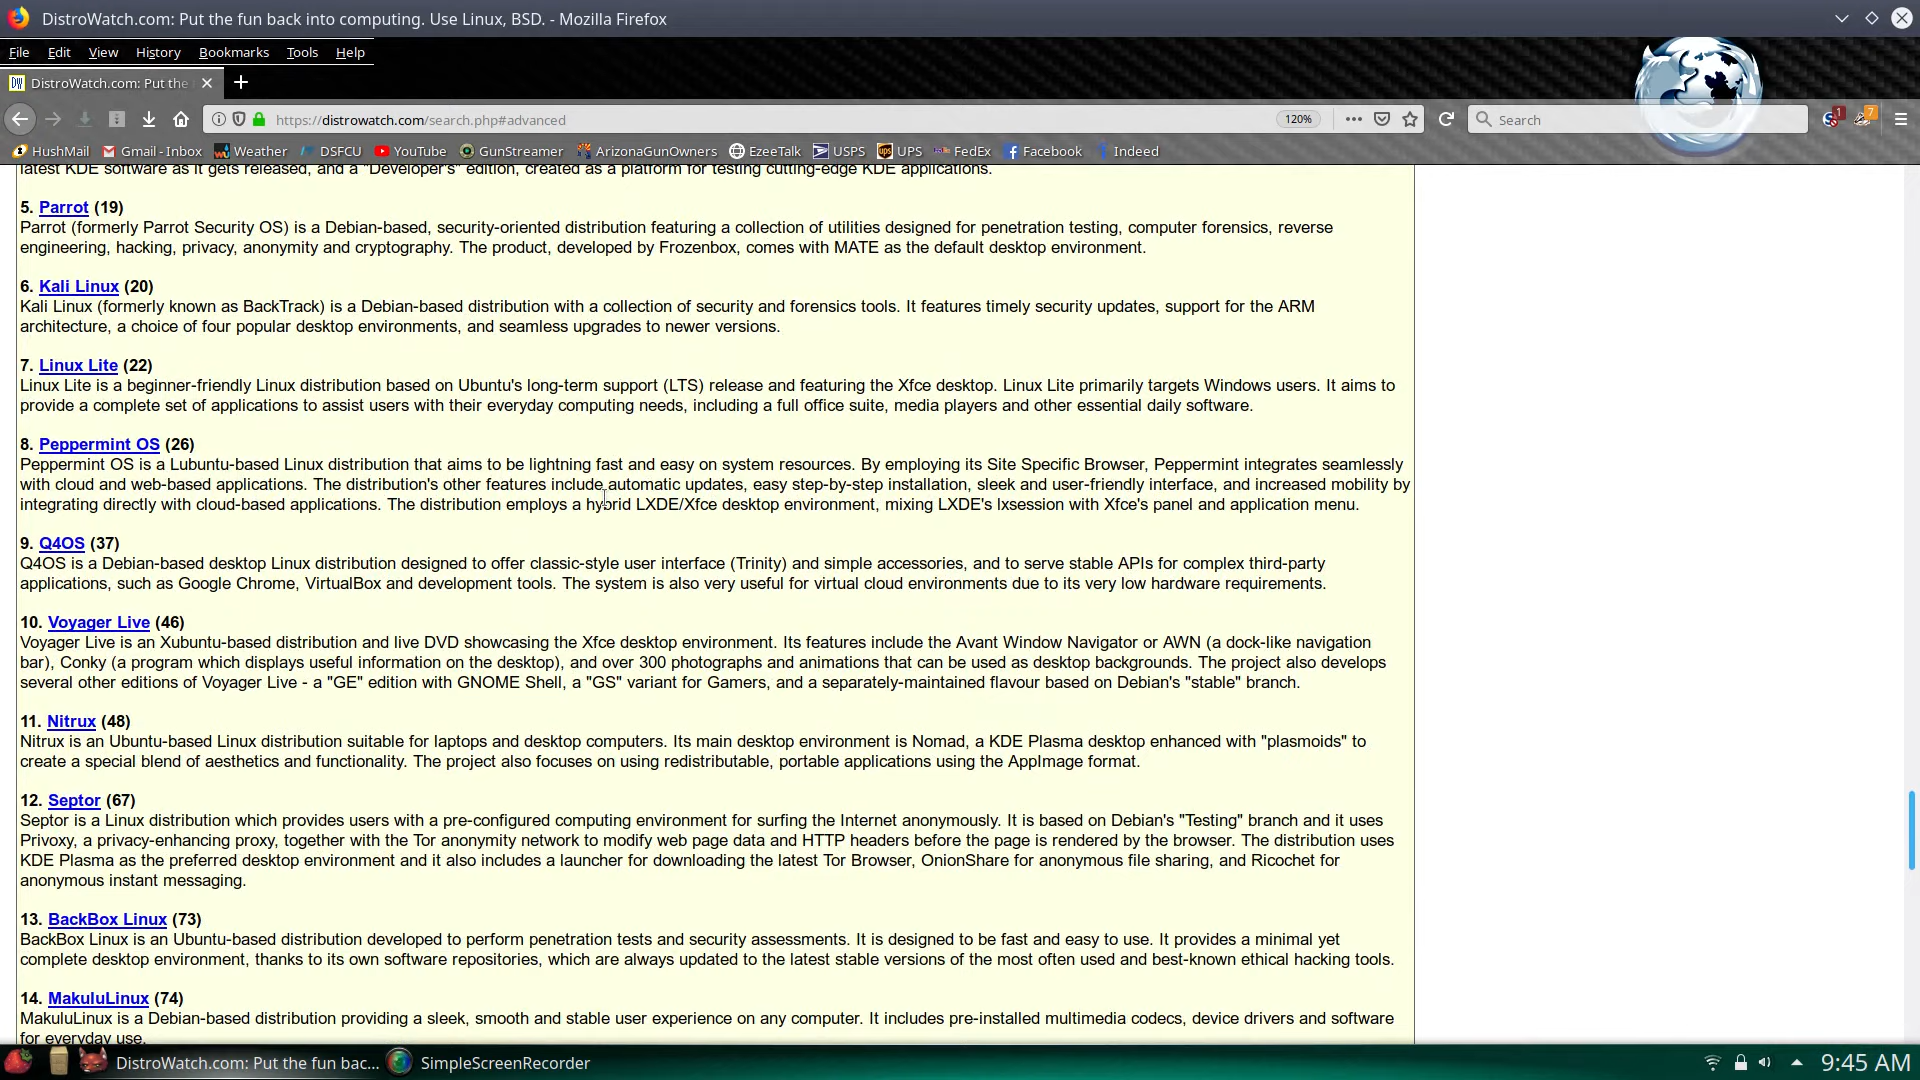 DistroWatch.com: Put the fun back into computing. Use Linux, BSD. - Mozilla Firefox
File Edit View History Bookmarks Tools Help
DW DistroWatch.com: Put the
https://distrowatch.com/search.php#advanced 120% Search 1 7
HushMail Gmail - Inbox Weather DSFCU YouTube GunStreamer ArizonaGunOwners EzeeTalk USPS UPS FedEx Facebook Indeed
latest KDE software as it gets released, and a "Developer's" edition, created as a platform for testing cutting-edge KDE applications.
5. Parrot (19)
Parrot (formerly Parrot Security OS) is a Debian-based, security-oriented distribution featuring a collection of utilities designed for penetration testing, computer forensics, reverse
engineering, hacking, privacy, anonymity and cryptography. The product, developed by Frozenbox, comes with MATE as the default desktop environment.
6. Kali Linux (20)
Kali Linux (formerly known as BackTrack) is a Debian-based distribution with a collection of security and forensics tools. It features timely security updates, support for the ARM
architecture, a choice of four popular desktop environments, and seamless upgrades to newer versions.
7. Linux Lite (22)
Linux Lite is a beginner-friendly Linux distribution based on Ubuntu's long-term support (LTS) release and featuring the Xfce desktop. Linux Lite primarily targets Windows users. It aims to
provide a complete set of applications to assist users with their everyday computing needs, including a full office suite, media players and other essential daily software.
8. Peppermint OS (26)
Peppermint OS is a Lubuntu-based Linux distribution that aims to be lightning fast and easy on system resources. By employing its Site Specific Browser, Peppermint integrates seamlessly
with cloud and web-based applications. The distribution's other features include automatic updates, easy step-by-step installation, sleek and user-friendly interface, and increased mobility by
integrating directly with cloud-based applications. The distribution employs a hybrid LXDE/Xfce desktop environment, mixing LXDE's lxsession with Xfce's panel and application menu.
9. Q4OS (37)
Q4OS is a Debian-based desktop Linux distribution designed to offer classic-style user interface (Trinity) and simple accessories, and to serve stable APIs for complex third-party
applications, such as Google Chrome, VirtualBox and development tools. The system is also very useful for virtual cloud environments due to its very low hardware requirements.
10. Voyager Live (46)
Voyager Live is an Xubuntu-based distribution and live DVD showcasing the Xfce desktop environment. Its features include the Avant Window Navigator or AWN (a dock-like navigation
bar), Conky (a program which displays useful information on the desktop), and over 300 photographs and animations that can be used as desktop backgrounds. The project also develops
several other editions of Voyager Live - a "GE" edition with GNOME Shell, a "GS" variant for Gamers, and a separately-maintained flavour based on Debian's "stable" branch.
11. Nitrux (48)
Nitrux is an Ubuntu-based Linux distribution suitable for laptops and desktop computers. Its main desktop environment is Nomad, a KDE Plasma desktop enhanced with "plasmoids" to
create a special blend of aesthetics and functionality. The project also focuses on using redistributable, portable applications using the AppImage format.
12. Septor (67)
Septor is a Linux distribution which provides users with a pre-configured computing environment for surfing the Internet anonymously. It is based on Debian's "Testing" branch and it uses
Privoxy, a privacy-enhancing proxy, together with the Tor anonymity network to modify web page data and HTTP headers before the page is rendered by the browser. The distribution uses
KDE Plasma as the preferred desktop environment and it also includes a launcher for downloading the latest Tor Browser, OnionShare for anonymous file sharing, and Ricochet for
anonymous instant messaging.
13. BackBox Linux (73)
BackBox Linux is an Ubuntu-based distribution developed to perform penetration tests and security assessments. It is designed to be fast and easy to use. It provides a minimal yet
complete desktop environment, thanks to its own software repositories, which are always updated to the latest stable versions of the most often used and best-known ethical hacking tools.
14. MakuluLinux (74)
MakuluLinux is a Debian-based distribution providing a sleek, smooth and stable user experience on any computer. It includes pre-installed multimedia codecs, device drivers and software
for everyday use.
DistroWatch.com: Put the fun bac... SimpleScreenRecorder 9:45 AM